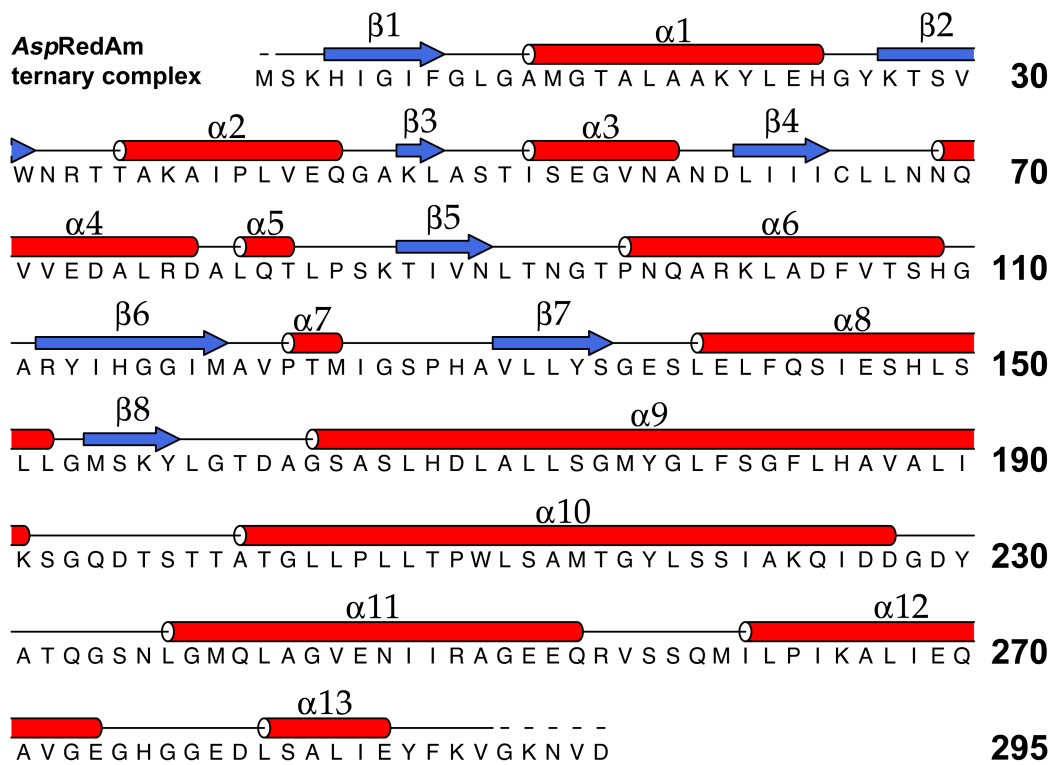 β1 α1 β2
AspRedAm
ternary complex
M S K H I G I F G L G A M G T A L A A K Y L E H G Y K T S V 30
α2 β3 α3 β4
W N R T T A K A I P L V E Q G A K L A S T I S E G V N A N D L I I I C L L N N Q 70
α4 α5 β5 α6
V V E D A L R D A L Q T L P S K T I V N L T N G T P N Q A R K L A D F V T S H G 110
β6 α7 β7 α8
A R Y I H G G I M A V P T M I G S P H A V L L Y S G E S L E L F Q S I E S H L S 150
β8 α9
L L G M S K Y L G T D A G S A S L H D L A L L S G M Y G L F S G F L H A V A L I 190
α10
K S G Q D T S T T A T G L L P L L T P W L S A M T G Y L S S I A K Q I D D G D Y 230
α11 α12
A T Q G S N L G M Q L A G V E N I I R A G E E Q R V S S Q M I L P I K A L I E Q 270
α13
A V G E G H G G E D L S A L I E Y F K V G K N V D 295